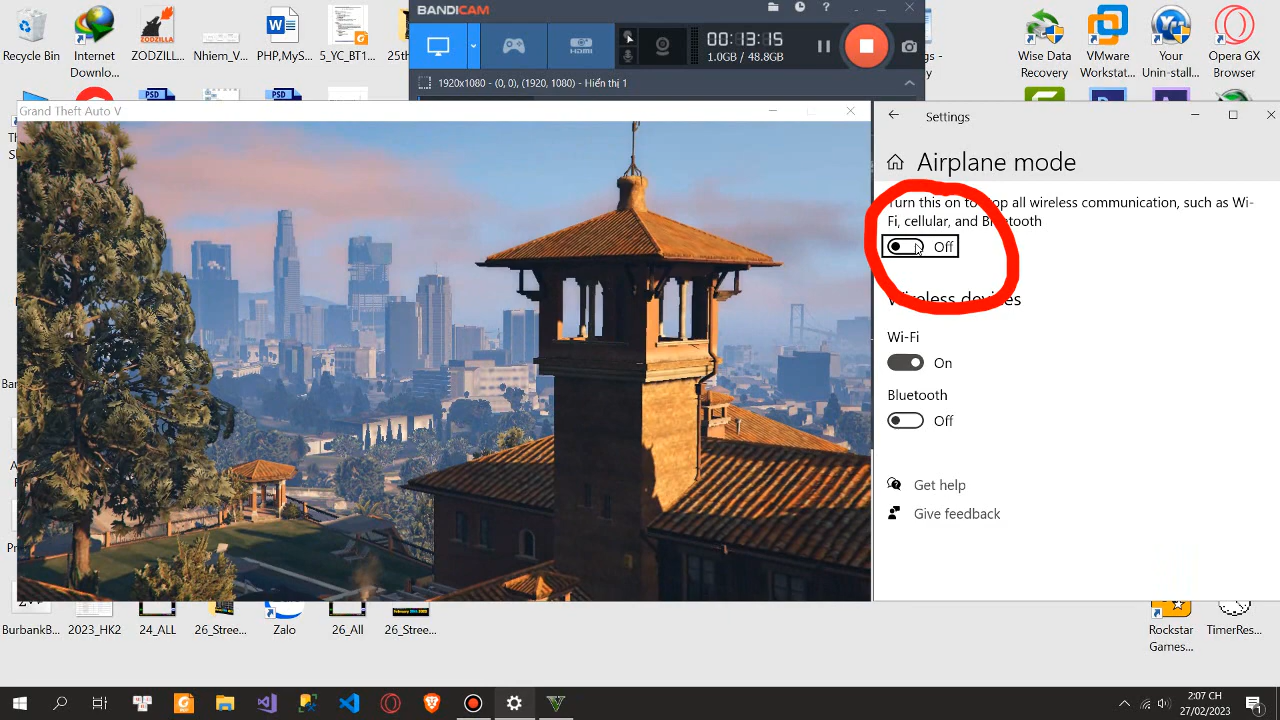 BANDICAM
00:13:15
1.0GB / 48.8GB
HDMI
1920x1080 - (0, 0), (1920, 1080) - Hiển thị 1
Recycle Bin
Internet
Downlo...
ZODZILLA
ZODZILL...
Nhiem_V...
PHP,MyS...
5_YC_BT1...
25th
Wise Data
Recovery
VMware
Workstat...
Your
Unin-stall...
Opera GX
Browser
PSD
PSD
Grand Theft Auto V
Settings
Airplane mode
Turn this on to stop all wireless communication, such as Wi-
Fi, cellular, and Bluetooth
Off
Wireless devices
Wi-Fi
On
Bluetooth
Off
Get help
Give feedback
BurbankB...
2023_HK2
24_ALL
26_Stree...
Zalo
26_All
26_Stree...
Rockstar
Games...
TimerRes...
2:07 CH
27/02/2023